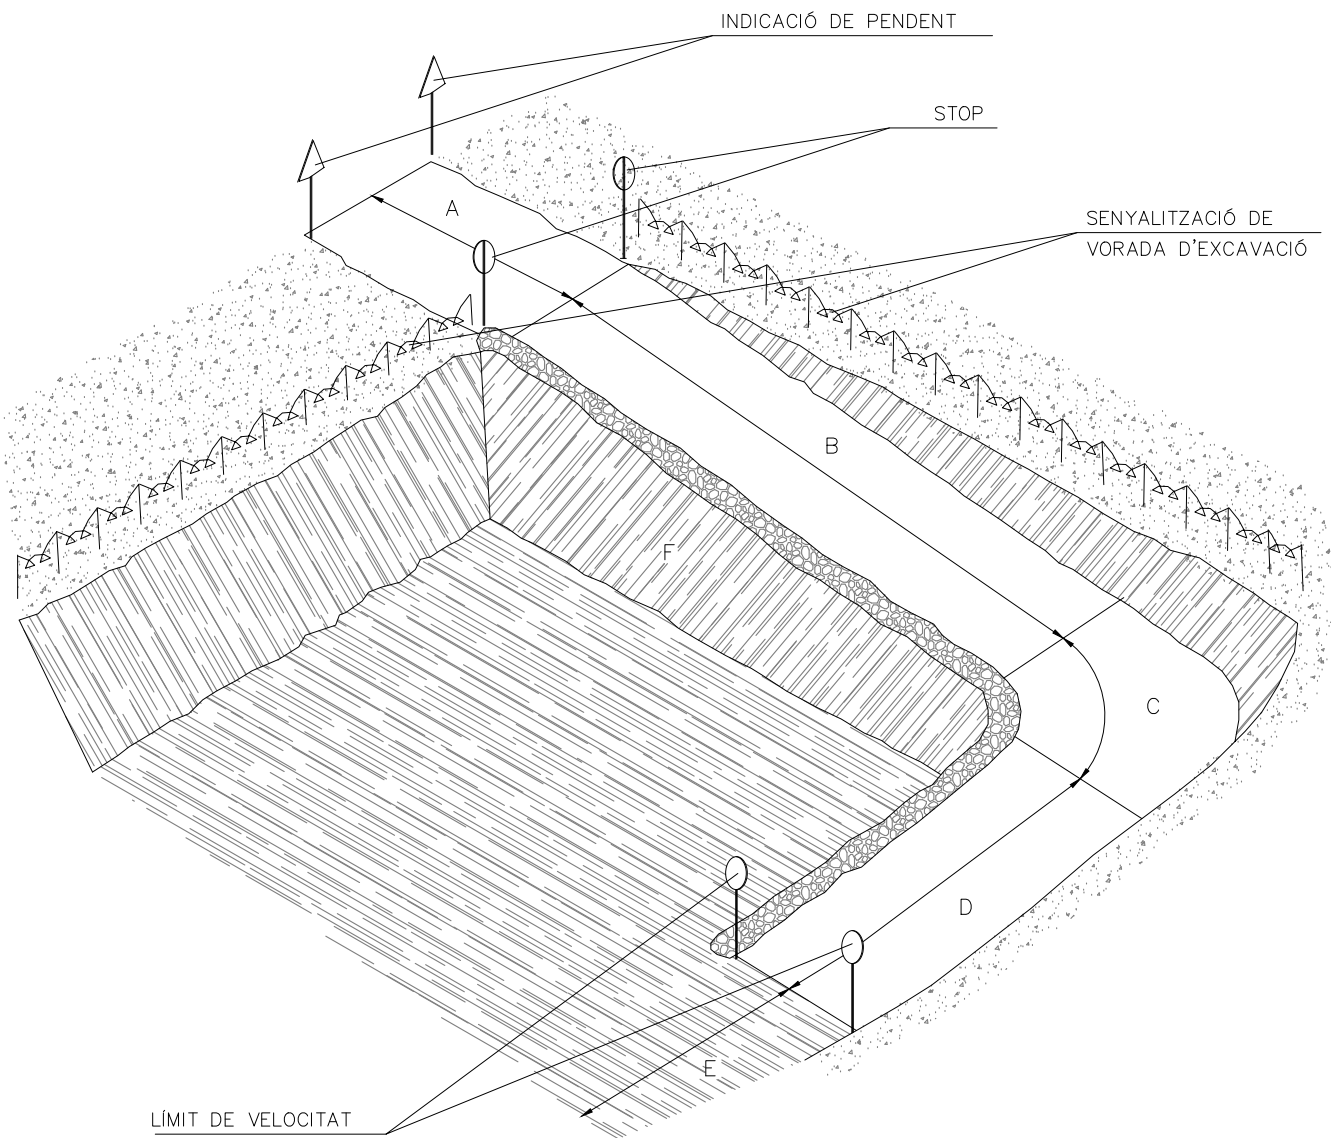 INDICACIÓ DE PENDENT
STOP
A
SENYALITZACIÓ DE
VORADA D'EXCAVACIÓ
B
F
C
D
E
LÍMIT DE VELOCITAT